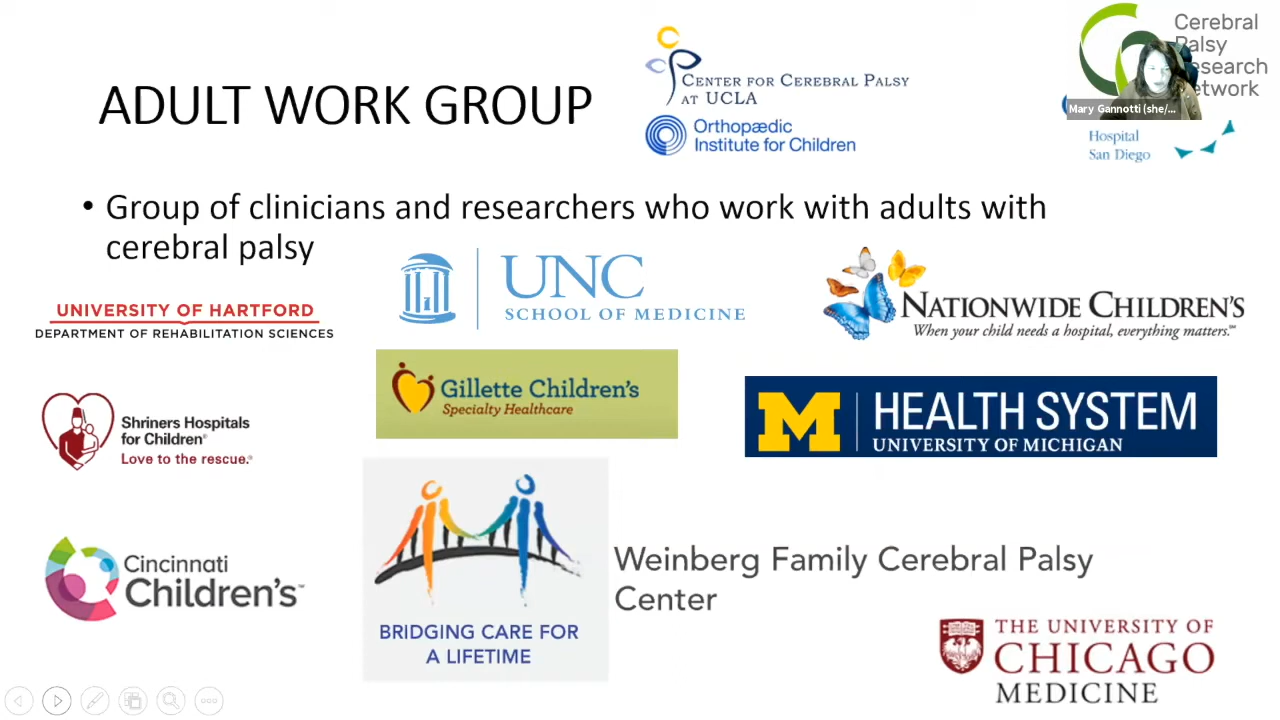 ADULT WORK GROUP
CENTER FOR CEREBRAL PALSY
AT UCLA
Orthopædic
Institute for Children
Cerebral
Palsy
Research
Network
Mary Gannotti (she/...
Hospital
San Diego
• Group of clinicians and researchers who work with adults with
cerebral palsy
UNIVERSITY OF HARTFORD
DEPARTMENT OF REHABILITATION SCIENCES
UNC
SCHOOL OF MEDICINE
NATIONWIDE CHILDREN'S
When your child needs a hospital, everything matters.℠
Gillette Children's
Specialty Healthcare
Shriners Hospitals
for Children®
Love to the rescue.®
M HEALTH SYSTEM
UNIVERSITY OF MICHIGAN
Cincinnati
Children's™
BRIDGING CARE FOR
A LIFETIME
Weinberg Family Cerebral Palsy
Center
THE UNIVERSITY OF
CHICAGO
MEDICINE